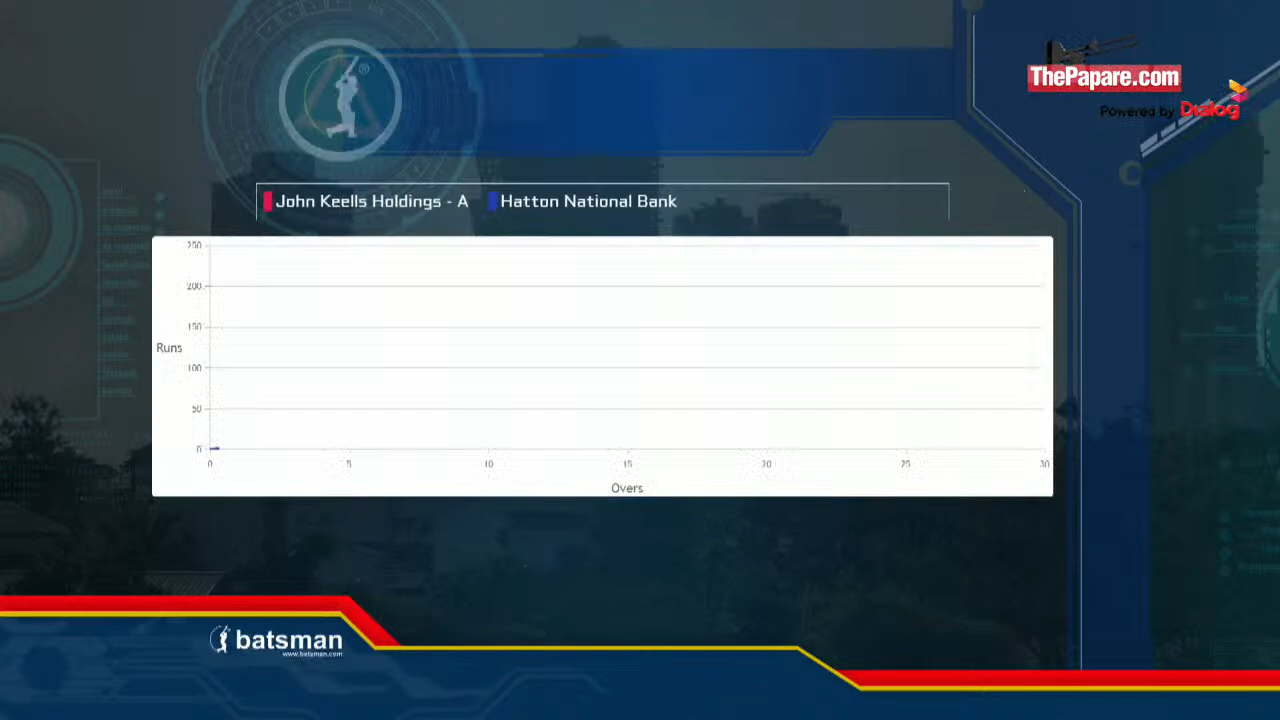 ThePapare.com
Powered by Dialog
John Keells Holdings - A
Hatton National Bank
250
200
150
Runs
100
50
0
0 5 10 15 20 25 30
Overs
batsman
www.batsman.com